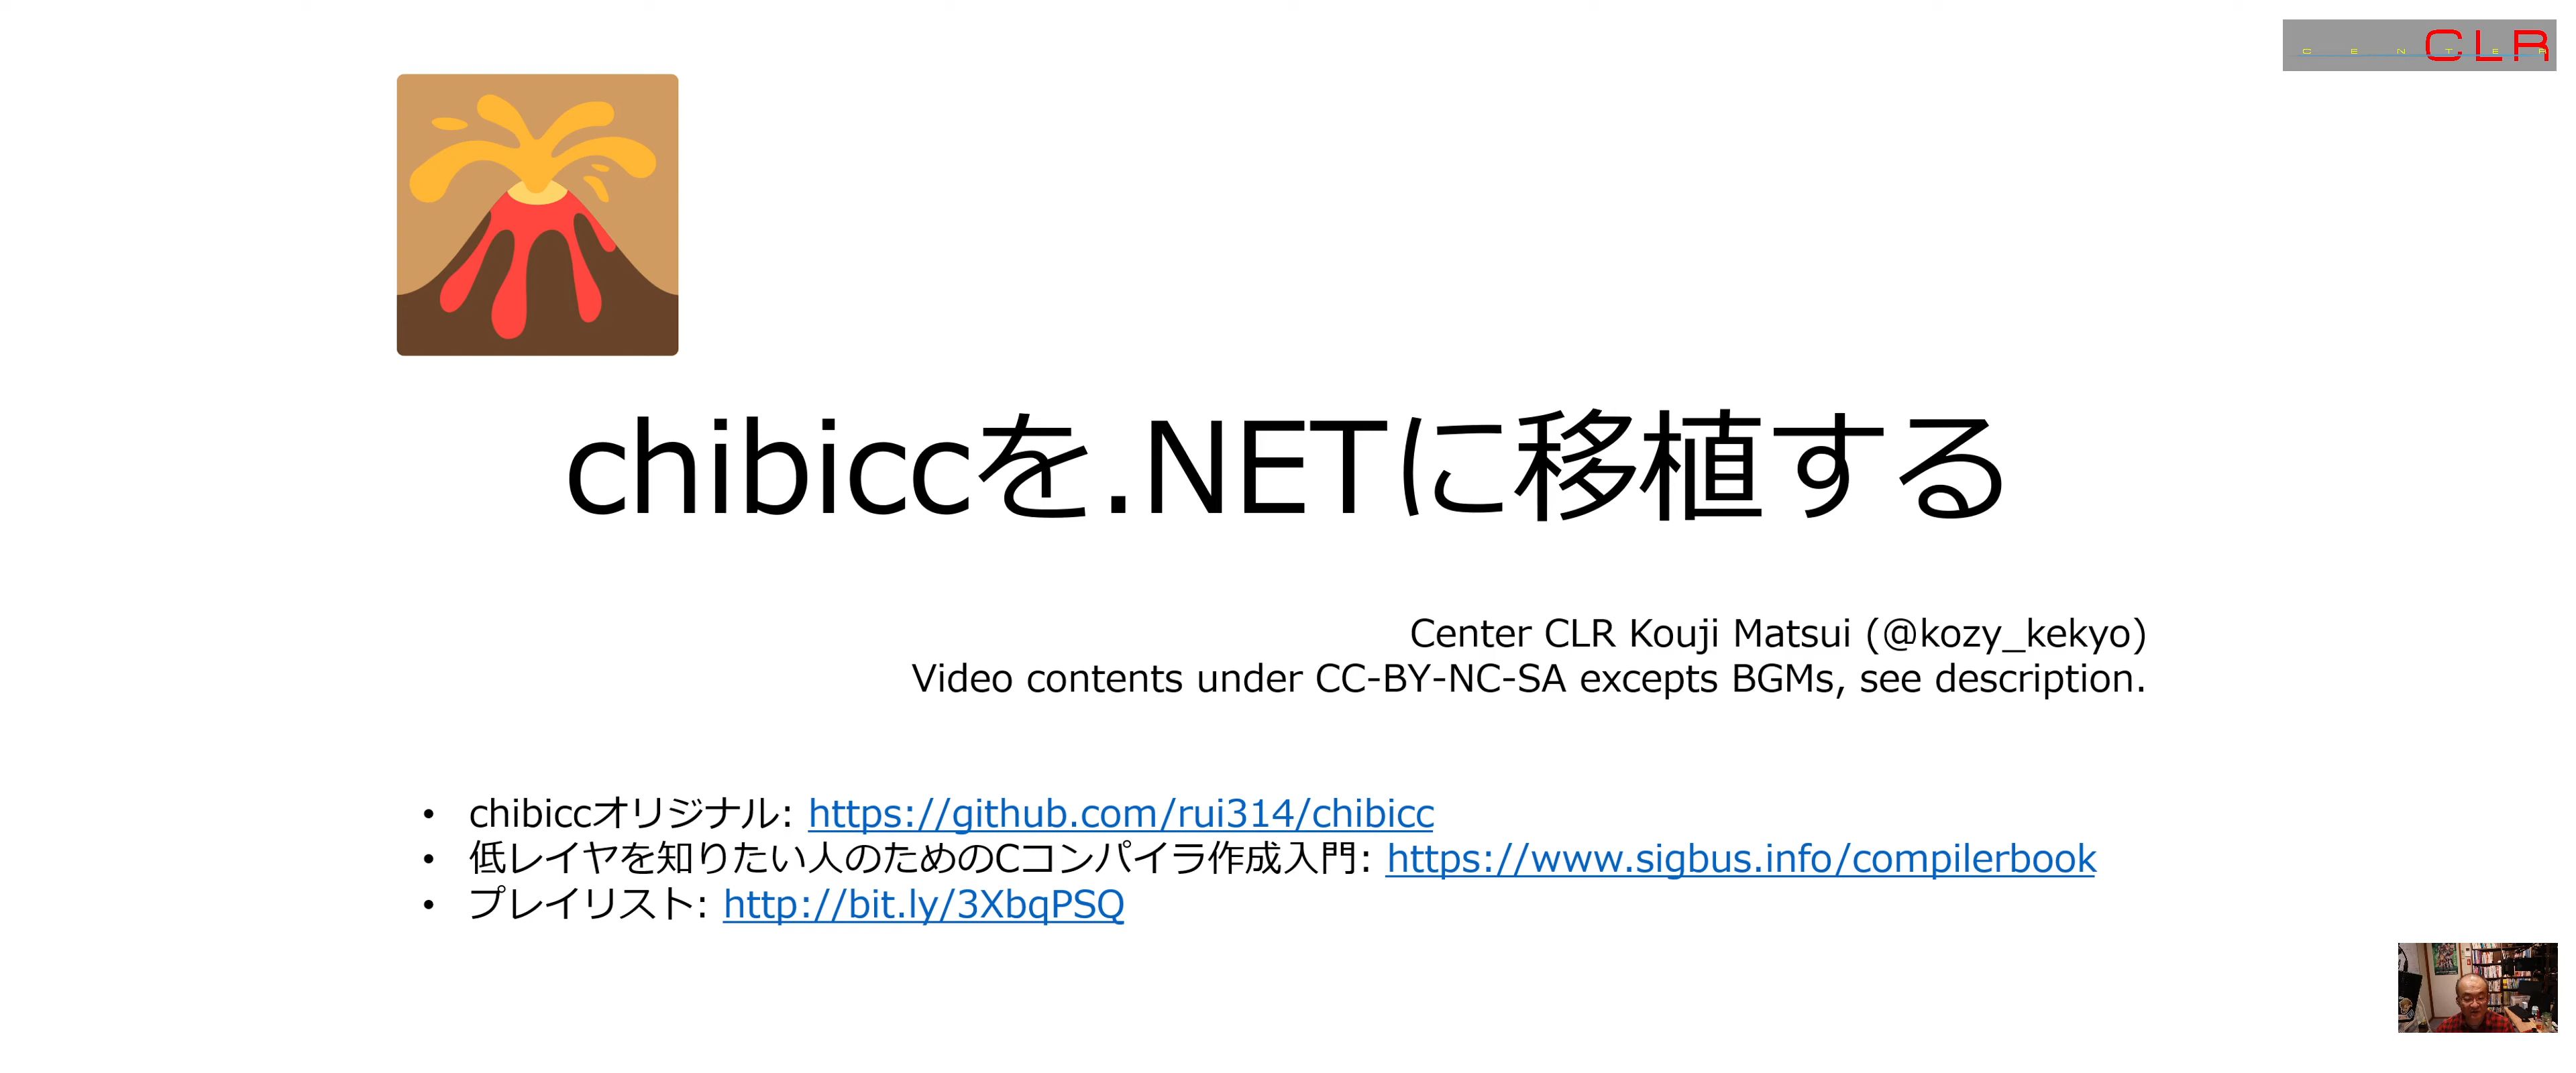 CENTER CLR
chibiccを.NETに移植する
Center CLR Kouji Matsui (@kozy_kekyo)
Video contents under CC-BY-NC-SA excepts BGMs, see description.
• chibiccオリジナル: https://github.com/rui314/chibicc
• 低レイヤを知りたい人のためのCコンパイラ作成入門: https://www.sigbus.info/compilerbook
• プレイリスト: http://bit.ly/3XbqPSQ